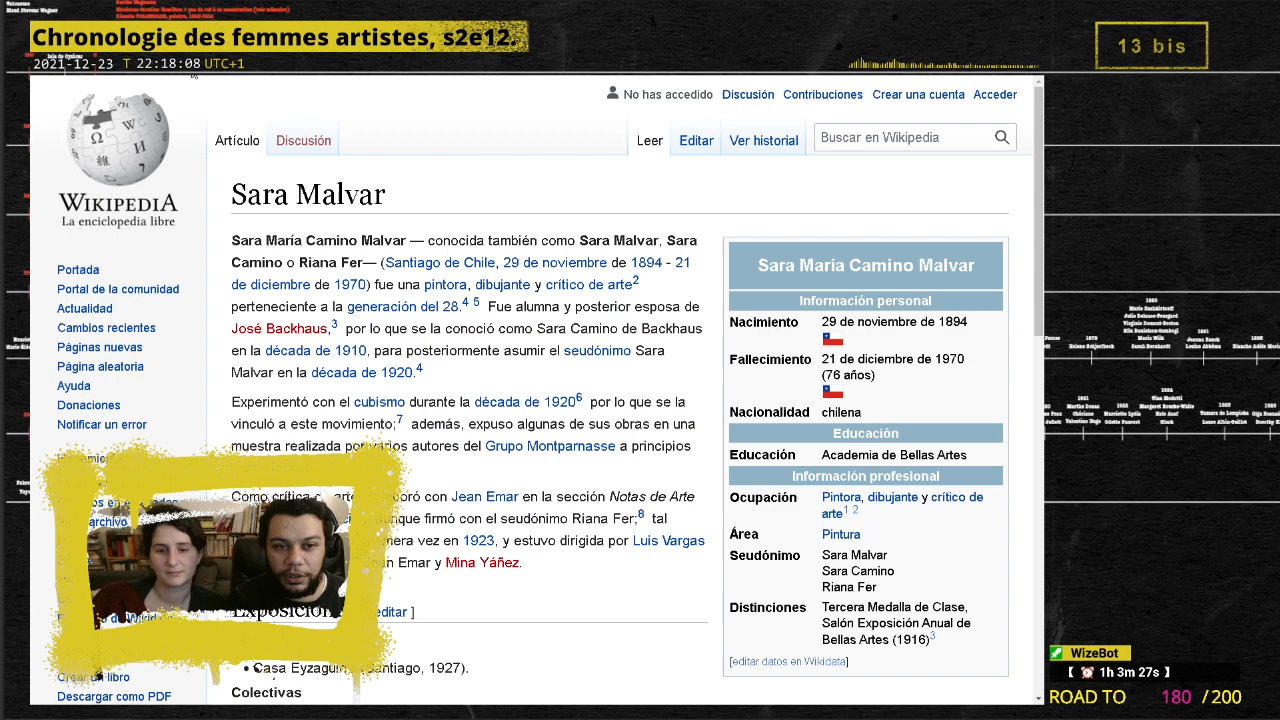 Chronologie des femmes artistes, s2e12.
2021-12-23 T 22:18:08 UTC+1
13 bis
No has accedido Discusión Contribuciones Crear una cuenta Acceder
Artículo Discusión Leer Editar Ver historial Buscar en Wikipedia
WIKIPEDIA
La enciclopedia libre
Portada
Portal de la comunidad
Actualidad
Cambios recientes
Páginas nuevas
Página aleatoria
Ayuda
Donaciones
Notificar un error
Sara Malvar
Sara María Camino Malvar — conocida también como Sara Malvar, Sara
Camino o Riana Fer— (Santiago de Chile, 29 de noviembre de 1894 - 21
de diciembre de 1970) fue una pintora, dibujante y crítico de arte2
perteneciente a la generación del 28.4 5 Fue alumna y posterior esposa de
José Backhaus,3 por lo que se la conoció como Sara Camino de Backhaus
en la década de 1910, para posteriormente asumir el seudónimo Sara
Malvar en la década de 1920.4
Experimentó con el cubismo durante la década de 19206 por lo que se la
vinculó a este movimiento;7 además, expuso algunas de sus obras en una
muestra realizada por varios autores del Grupo Montparnasse a principios
Como crítica arte oró con Jean Emar en la sección Notas de Arte
nque firmó con el seudónimo Riana Fer;8 tal
mera vez en 1923, y estuvo dirigida por Luis Vargas
an Emar y Mina Yáñez.
editar ]
Casa Eyzagui antiago, 1927).
Colectivas
libro
Descargar como PDF
Sara María Camino Malvar
Información personal
Nacimiento 29 de noviembre de 1894
Fallecimiento 21 de diciembre de 1970
(76 años)
Nacionalidad chilena
Educación
Educación Academia de Bellas Artes
Información profesional
Ocupación Pintora, dibujante y crítico de
arte1 2
Área Pintura
Seudónimo Sara Malvar
Sara Camino
Riana Fer
Distinciones Tercera Medalla de Clase,
Salón Exposición Anual de
Bellas Artes (1916)3
[editar datos en Wikidata]
WizeBot
【 1h 3m 27s 】
ROAD TO 180 /200